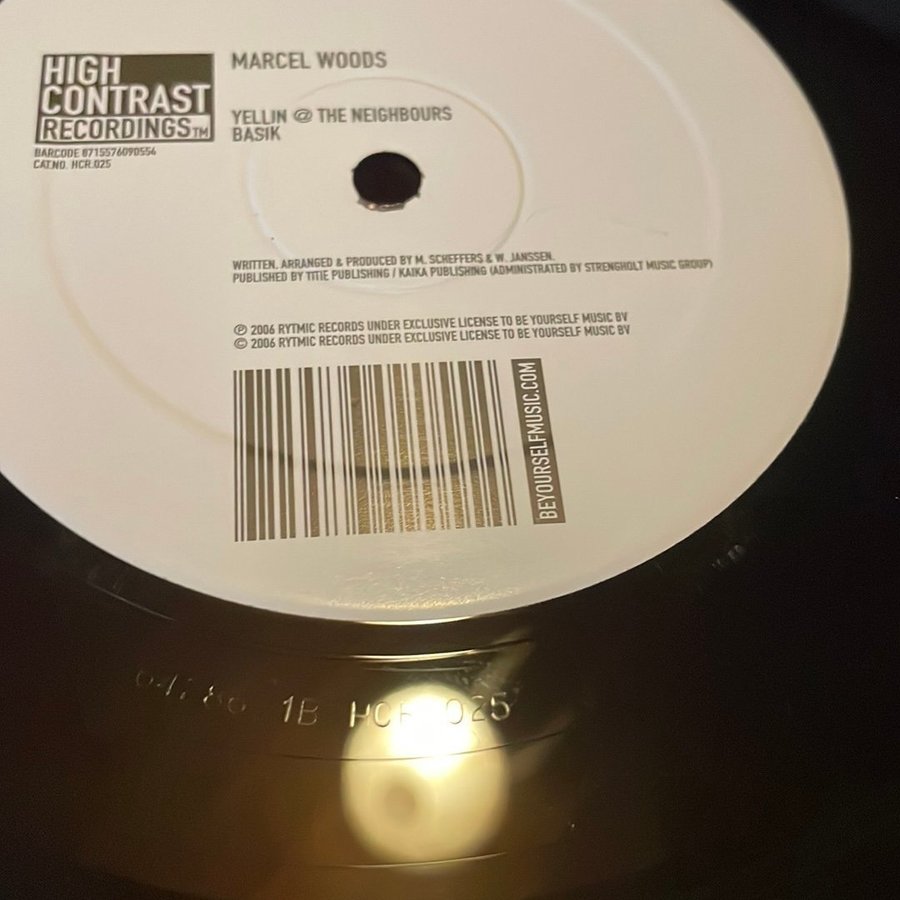 HIGH
CONTRAST
RECORDINGS™
BARCODE 8715576090554
CAT.NO. HCR.025
MARCEL WOODS
YELLIN @ THE NEIGHBOURS
BASIK
WRITTEN, ARRANGED & PRODUCED BY M. SCHEFFERS & W. JANSSEN.
PUBLISHED BY TITIE PUBLISHING / KAIKA PUBLISHING (ADMINISTRATED BY STRENGHOLT MUSIC GROUP)
℗ 2006 RYTMIC RECORDS UNDER EXCLUSIVE LICENSE TO BE YOURSELF MUSIC BV
© 2006 RYTMIC RECORDS UNDER EXCLUSIVE LICENSE TO BE YOURSELF MUSIC BV
BEYOURSELFMUSIC.COM
1B HCR 025